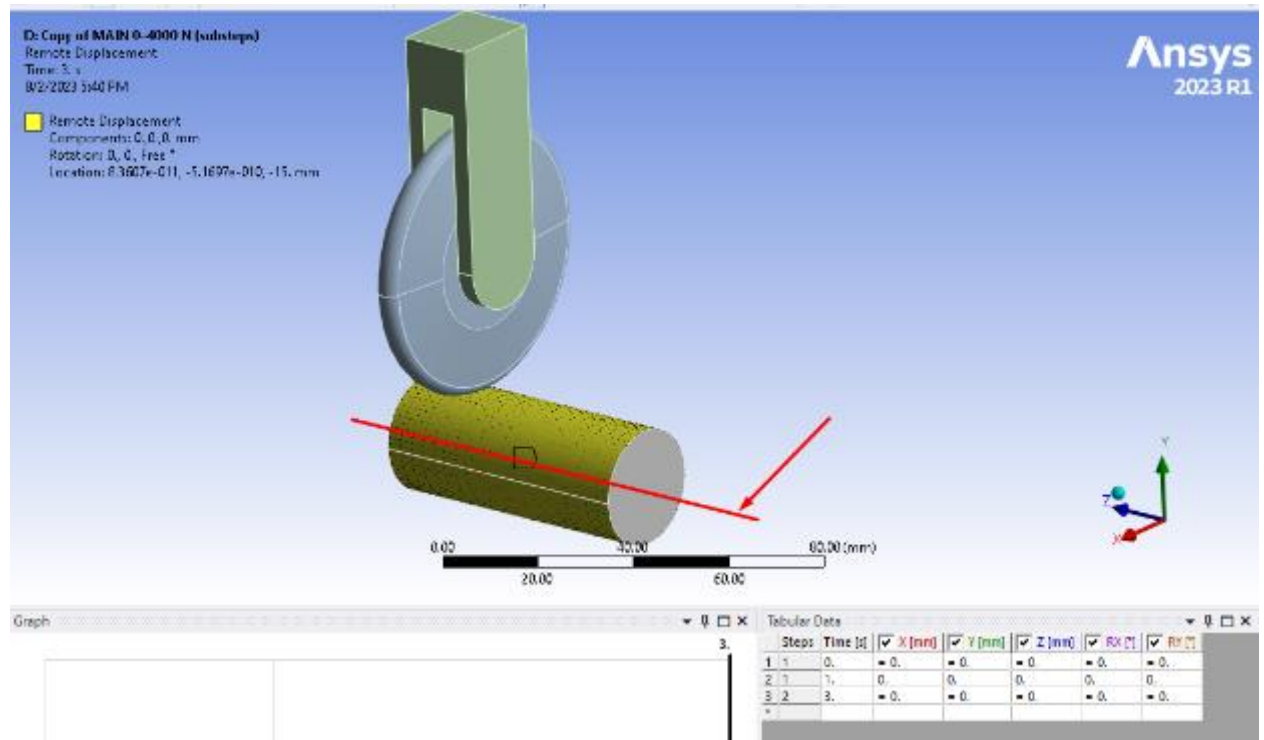 D: Copy of MAIN 0-4000 N (substeps)
Remote Displacement
Time: 3. s
8/2/2023 5:40 PM
Remote Displacement
Components: 0,0,0. mm
Rotation: 0., 0., Free °
Location: 8.3607e-011, -5.1697e-010, -15. mm
Ansys
2023 R1
Y
Z
X
0.00 40.00 80.00 (mm)
20.00 60.00
Graph
3.
Tabular Data
Steps Time [s] X [mm] Y [mm] Z [mm] RX [°] RY [°]
1 1 0. = 0. = 0. = 0. = 0. = 0.
2 1 1. 0. 0. 0. 0. 0.
3 2 3. = 0. = 0. = 0. = 0. = 0.
*